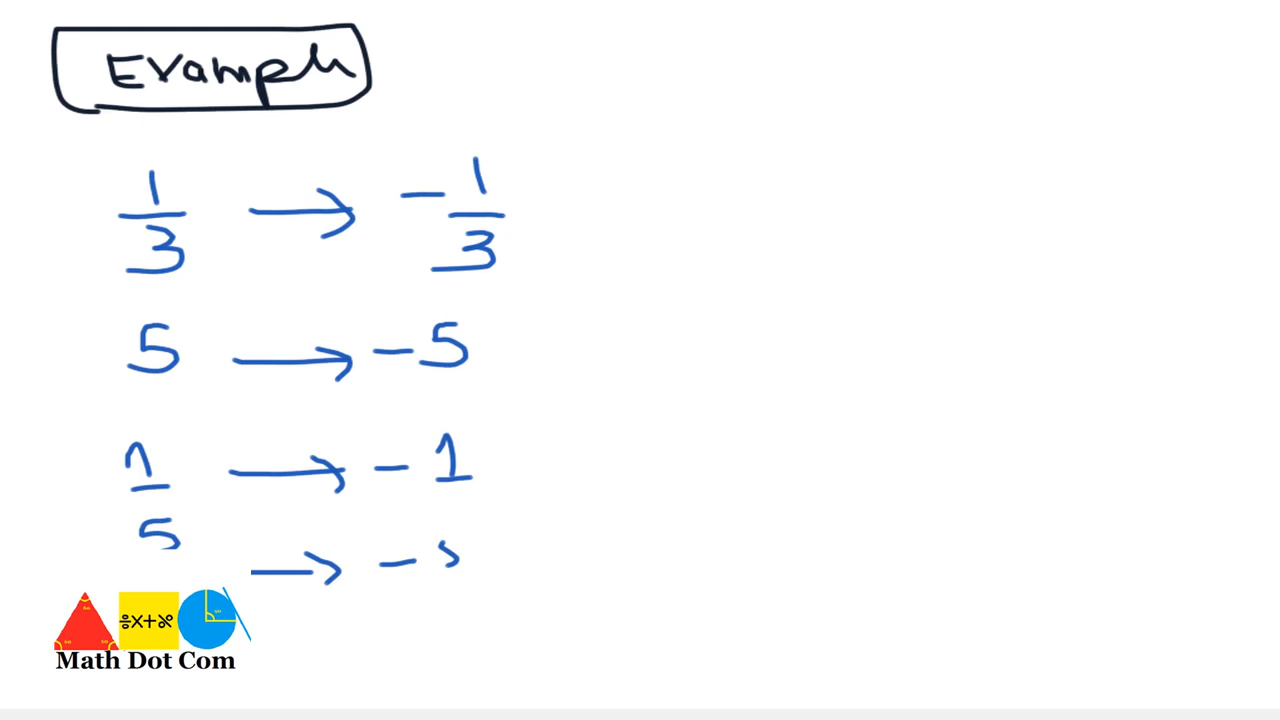 Example
1/3 → - 1/3
5 → - 5
1 → - 1
5 → -
÷×+%
Math Dot Com